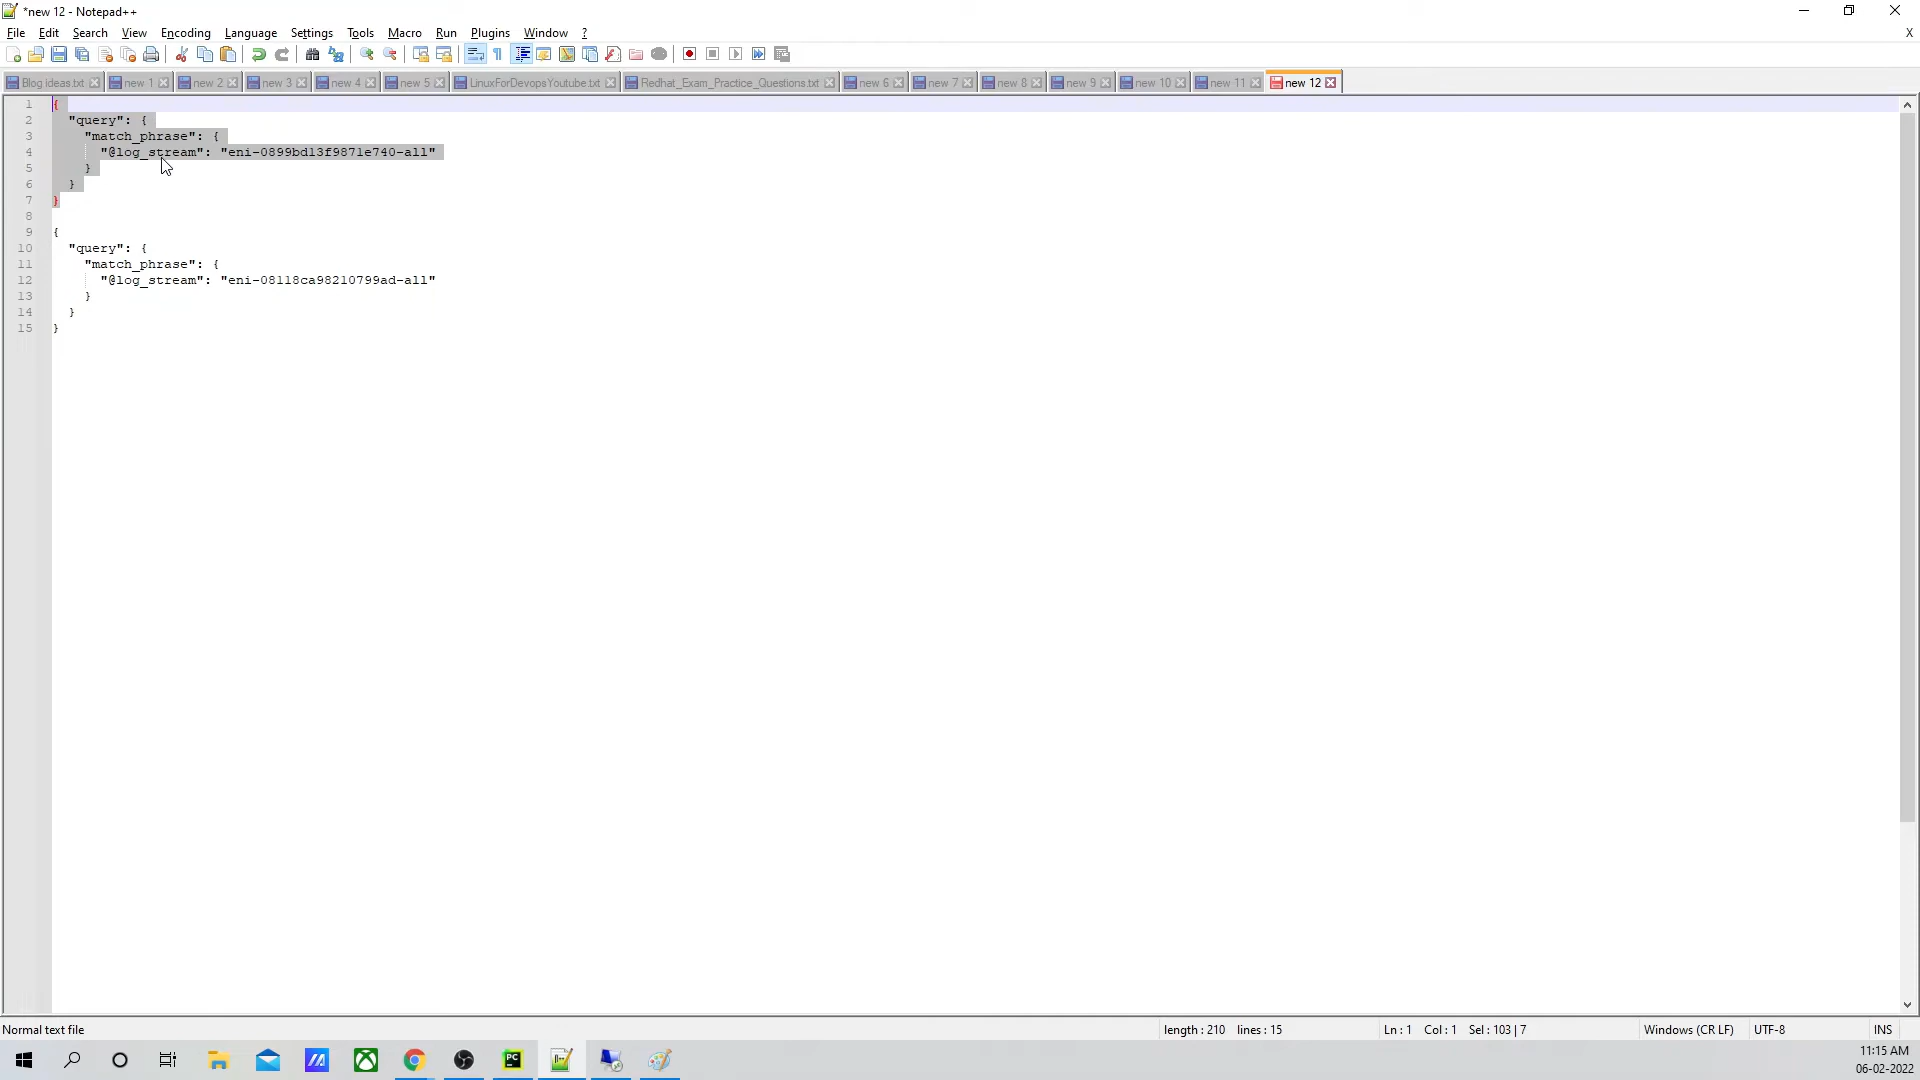 *new 12 - Notepad++
File Edit Search View Encoding Language Settings Tools Macro Run Plugins Window ? X
Blog ideas.txt new 1 new 2 new 3 new 4 new 5 LinuxForDevopsYoutube.txt Redhat_Exam_Practice_Questions.txt new 6 new 7 new 8 new 9 new 10 new 11 new 12
1 {
2 "query": {
3 "match_phrase": {
4 "@log_stream": "eni-0899bd13f9871e740-all"
5 }
6 }
7 }
8
9 {
10 "query": {
11 "match_phrase": {
12 "@log_stream": "eni-08118ca98210799ad-all"
13 }
14 }
15 }
Normal text file length : 210 lines : 15 Ln : 1 Col : 1 Sel : 103 | 7 Windows (CR LF) UTF-8 INS
PC
11:15 AM
06-02-2022